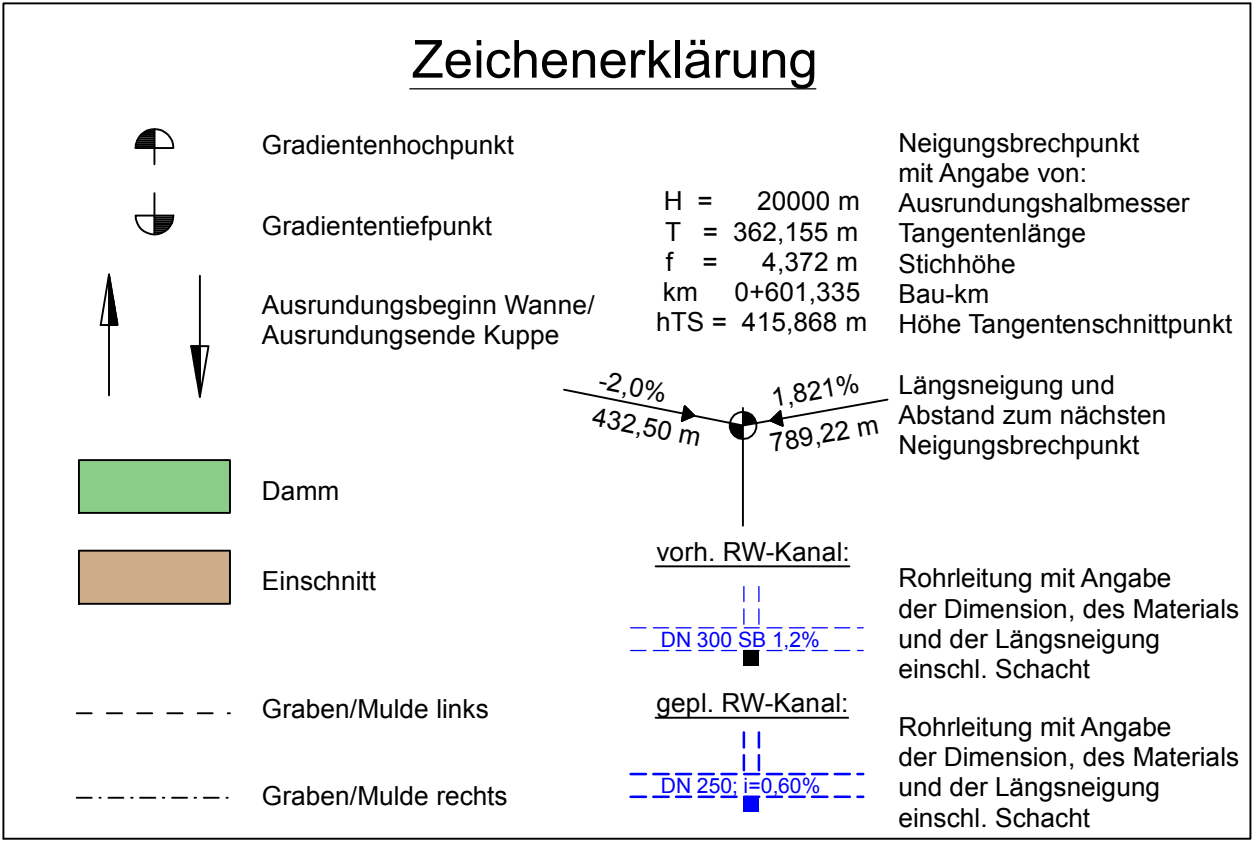 Zeichenerklärung
Gradientenhochpunkt
Gradiententiefpunkt
Ausrundungsbeginn Wanne/
Ausrundungsende Kuppe
Damm
Einschnitt
Graben/Mulde links
Graben/Mulde rechts
Neigungsbrechpunkt
mit Angabe von:
H = 20000 m Ausrundungshalbmesser
T = 362,155 m Tangentenlänge
f = 4,372 m Stichhöhe
km 0+601,335 Bau-km
hTS = 415,868 m Höhe Tangentenschnittpunkt
-2,0%
432,50 m
1,821%
789,22 m
Längsneigung und
Abstand zum nächsten
Neigungsbrechpunkt
vorh. RW-Kanal:
DN 300 SB 1,2%
Rohrleitung mit Angabe
der Dimension, des Materials
und der Längsneigung
einschl. Schacht
gepl. RW-Kanal:
DN 250; i=0,60%
Rohrleitung mit Angabe
der Dimension, des Materials
und der Längsneigung
einschl. Schacht